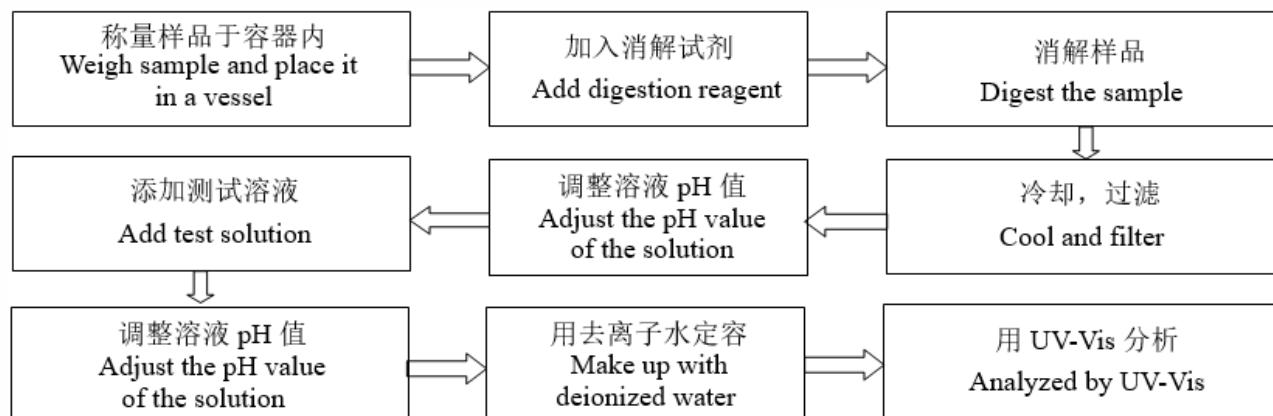 称量样品于容器内
Weigh sample and place it
in a vessel
加入消解试剂
Add digestion reagent
消解样品
Digest the sample
冷却，过滤
Cool and filter
调整溶液 pH 值
Adjust the pH value
of the solution
添加测试溶液
Add test solution
调整溶液 pH 值
Adjust the pH value
of the solution
用去离子水定容
Make up with
deionized water
用 UV-Vis 分析
Analyzed by UV-Vis